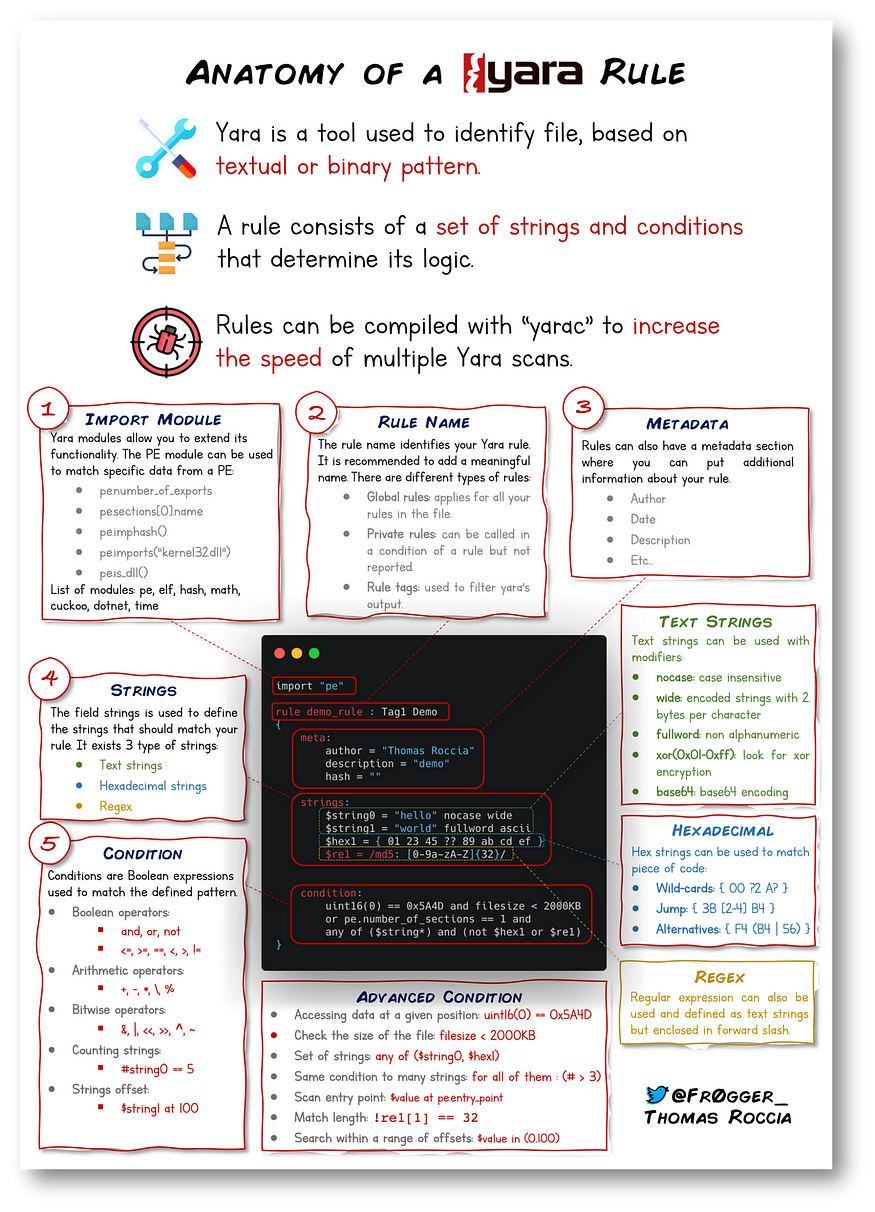 Anatomy of a yara Rule
Yara is a tool used to identify file, based on
textual or binary pattern.
A rule consists of a set of strings and conditions
that determine its logic.
Rules can be compiled with “yarac” to increase
the speed of multiple Yara scans.
1
Import Module
Yara modules allow you to extend its
functionality. The PE module can be used
to match specific data from a PE:
pe.number_of_exports
pe.sections[0].name
pe.imphash()
pe.imports("kernel32.dll")
pe.is_dll()
List of modules: pe, elf, hash, math,
cuckoo, dotnet, time
2
Rule Name
The rule name identifies your Yara rule.
It is recommended to add a meaningful
name. There are different types of rules:
Global rules: applies for all your
rules in the file.
Private rules: can be called in
a condition of a rule but not
reported.
Rule tags: used to filter yara's
output.
3
Metadata
Rules can also have a metadata section
where you can put additional
information about your rule.
Author
Date
Description
Etc..
4
Strings
The field strings is used to define
the strings that should match your
rule. It exists 3 type of strings:
Text strings
Hexadecimal strings
Regex
5
Condition
Conditions are Boolean expressions
used to match the defined pattern.
Boolean operators:
and, or, not
<=, >=, ==, <, >, !=
Arithmetic operators:
+, -, *, \, %
Bitwise operators:
&, |, <<, >>, ^, ~
Counting strings:
#string0 == 5
Strings offset:
$string1 at 100
import "pe"
rule demo_rule : Tag1 Demo
{
meta:
author = "Thomas Roccia"
description = "demo"
hash = ""
strings:
$string0 = "hello" nocase wide
$string1 = "world" fullword ascii
$hex1 = { 01 23 45 ?? 89 ab cd ef }
$re1 = /md5: [0-9a-zA-Z]{32}/
condition:
uint16(0) == 0x5A4D and filesize < 2000KB
or pe.number_of_sections == 1 and
any of ($string*) and (not $hex1 or $re1)
}
Text Strings
Text strings can be used with
modifiers:
nocase: case insensitive
wide: encoded strings with 2
bytes per character
fullword: non alphanumeric
xor(0x01-0xff): look for xor
encryption
base64: base64 encoding
Hexadecimal
Hex strings can be used to match
piece of code:
Wild-cards: { 00 ?2 A? }
Jump: { 3B [2-4] B4 }
Alternatives: { F4 (B4 | 56) }
Regex
Regular expression can also be
used and defined as text strings
but enclosed in forward slash.
Advanced Condition
Accessing data at a given position: uint16(0) == 0x5A4D
Check the size of the file: filesize < 2000KB
Set of strings: any of ($string0, $hex1)
Same condition to many strings: for all of them : (# > 3)
Scan entry point: $value at pe.entry_point
Match length: !re1[1] == 32
Search within a range of offsets: $value in (0..100)
@Fr0gger_
Thomas Roccia